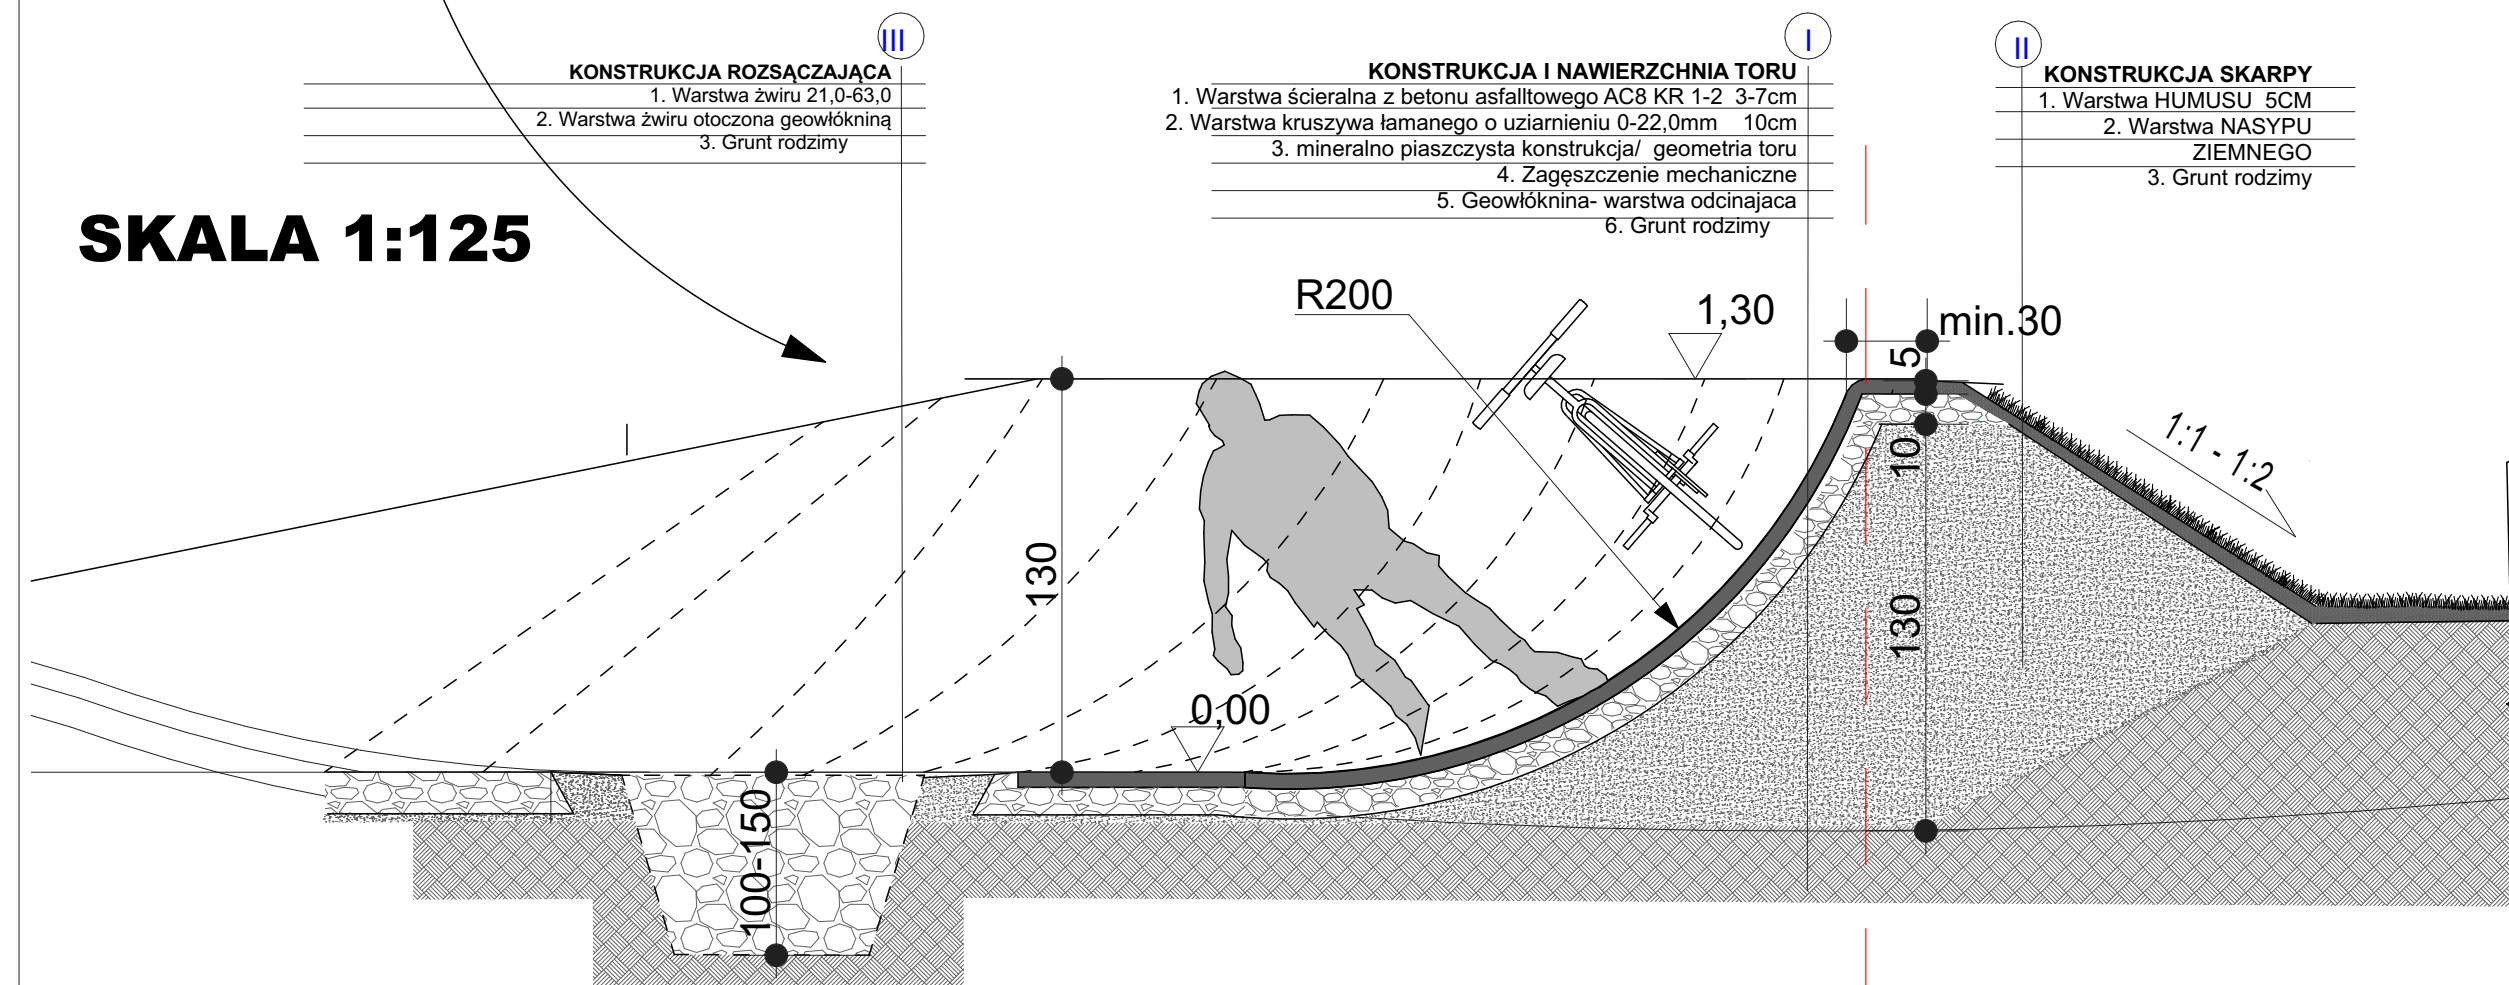 III
KONSTRUKCJA ROZSĄCZAJĄCA
1. Warstwa żwiru 21,0-63,0
2. Warstwa żwiru otoczona geowłókniną
3. Grunt rodzimy
I
KONSTRUKCJA I NAWIERZCHNIA TORU
1. Warstwa ścieralna z betonu asfalltowego AC8 KR 1-2 3-7cm
2. Warstwa kruszywa łamanego o uziarnieniu 0-22,0mm 10cm
3. mineralno piaszczysta konstrukcja/ geometria toru
4. Zagęszczenie mechaniczne
5. Geowłóknina- warstwa odcinajaca
6. Grunt rodzimy
II
KONSTRUKCJA SKARPY
1. Warstwa HUMUSU 5CM
2. Warstwa NASYPU
ZIEMNEGO
3. Grunt rodzimy
SKALA 1:125
R200
1,30
min.30
5
10
1:1 - 1:2
130
130
0,00
100-150